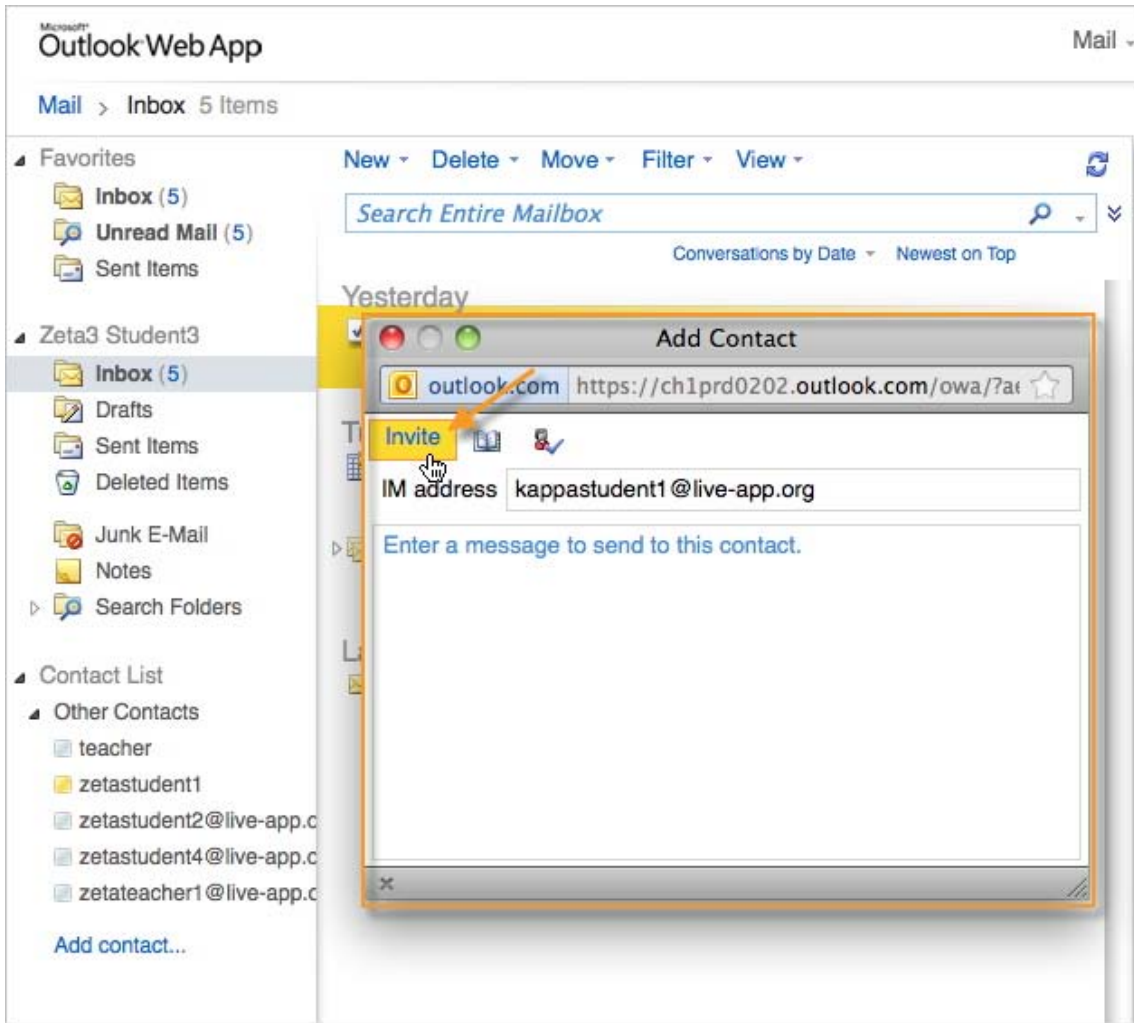 Microsoft®
Outlook Web App
Mail
Mail > Inbox 5 Items
Favorites
Inbox (5)
Unread Mail (5)
Sent Items
Zeta3 Student3
Inbox (5)
Drafts
Sent Items
Deleted Items
Junk E-Mail
Notes
Search Folders
Contact List
Other Contacts
teacher
zetastudent1
zetastudent2@live-app.o
zetastudent4@live-app.o
zetateacher1@live-app.o
Add contact...
New Delete Move Filter View
Search Entire Mailbox
Conversations by Date Newest on Top
Yesterday
Add Contact
outlook.com https://ch1prd0202.outlook.com/owa/?ae
Invite
IM address kappastudent1@live-app.org
Enter a message to send to this contact.